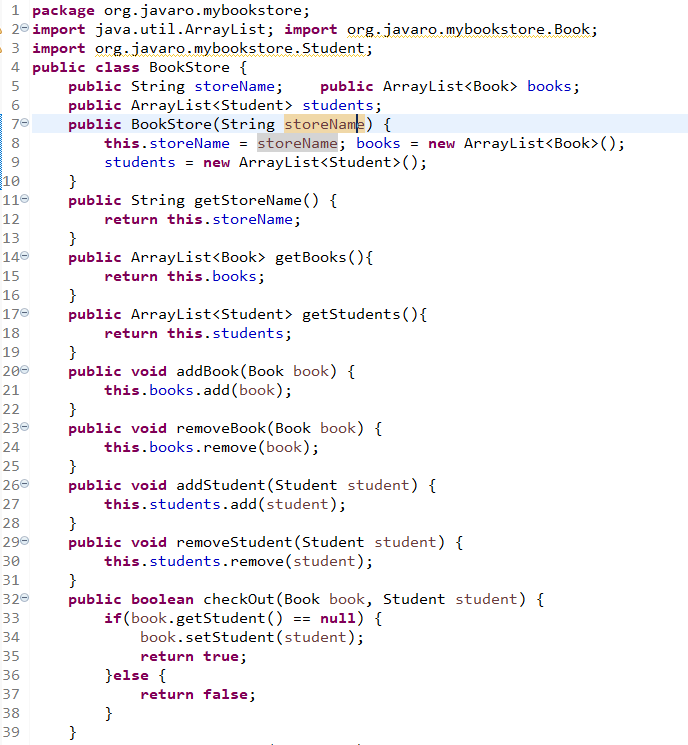 1 package org.javaro.mybookstore;
2 import java.util.ArrayList; import org.javaro.mybookstore.Book;
3 import org.javaro.mybookstore.Student;
4 public class BookStore {
5     public String storeName;    public ArrayList<Book> books;
6     public ArrayList<Student> students;
7     public BookStore(String storeName) {
8         this.storeName = storeName; books = new ArrayList<Book>();
9         students = new ArrayList<Student>();
10     }
11     public String getStoreName() {
12         return this.storeName;
13     }
14     public ArrayList<Book> getBooks(){
15         return this.books;
16     }
17     public ArrayList<Student> getStudents(){
18         return this.students;
19     }
20     public void addBook(Book book) {
21         this.books.add(book);
22     }
23     public void removeBook(Book book) {
24         this.books.remove(book);
25     }
26     public void addStudent(Student student) {
27         this.students.add(student);
28     }
29     public void removeStudent(Student student) {
30         this.students.remove(student);
31     }
32     public boolean checkOut(Book book, Student student) {
33         if(book.getStudent() == null) {
34             book.setStudent(student);
35             return true;
36         }else {
37             return false;
38         }
39     }